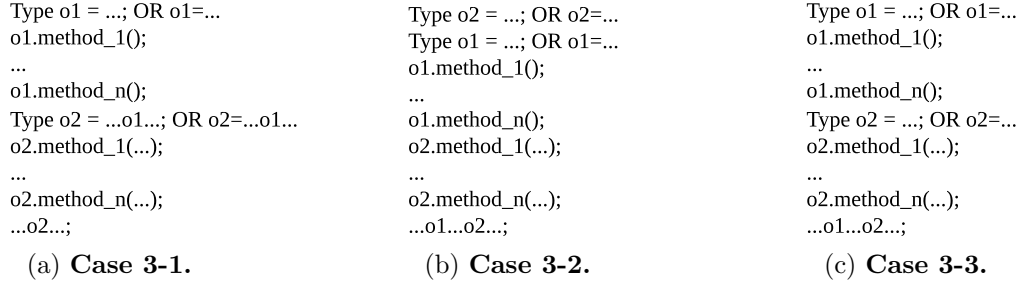 Type o1 = ...; OR o1=...
o1.method_1();
...
o1.method_n();
Type o2 = ...o1...; OR o2=...o1...
o2.method_1(...);
...
o2.method_n(...);
...o2...;
(a) Case 3-1.
Type o2 = ...; OR o2=...
Type o1 = ...; OR o1=...
o1.method_1();
...
o1.method_n();
o2.method_1(...);
...
o2.method_n(...);
...o1...o2...;
(b) Case 3-2.
Type o1 = ...; OR o1=...
o1.method_1();
...
o1.method_n();
Type o2 = ...; OR o2=...
o2.method_1(...);
...
o2.method_n(...);
...o1...o2...;
(c) Case 3-3.